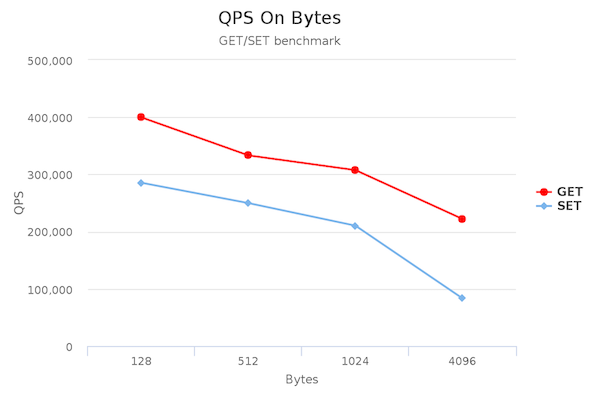 QPS On Bytes
GET/SET benchmark
500,000
400,000
300,000
200,000
100,000
0
QPS
128 512 1024 4096
Bytes
GET
SET